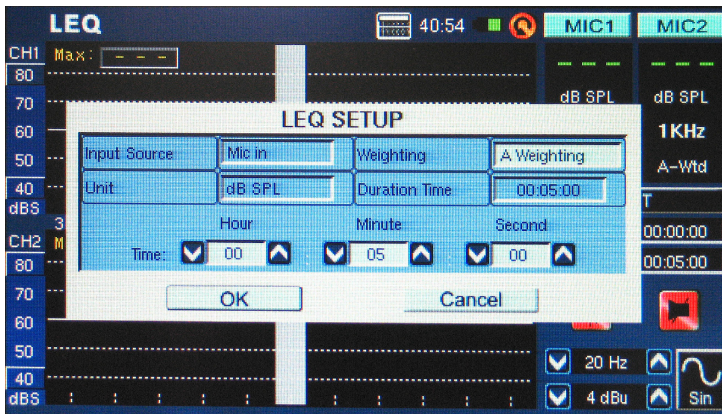 LEQ 40:54 MIC1 MIC2
CH1 Max: - - -
80
70
60
50
40
dBS
--- ---
dB SPL dB SPL
1KHz
A-Wtd
LEQ SETUP
Input Source Mic in Weighting A Weighting
Unit dB SPL Duration Time 00:05:00
Hour Minute Second
Time: 00 : 05 : 00
OK Cancel
T
00:00:00
00:05:00
3
CH2 M
80
70
60
50
40
dBS
20 Hz
4 dBu Sin